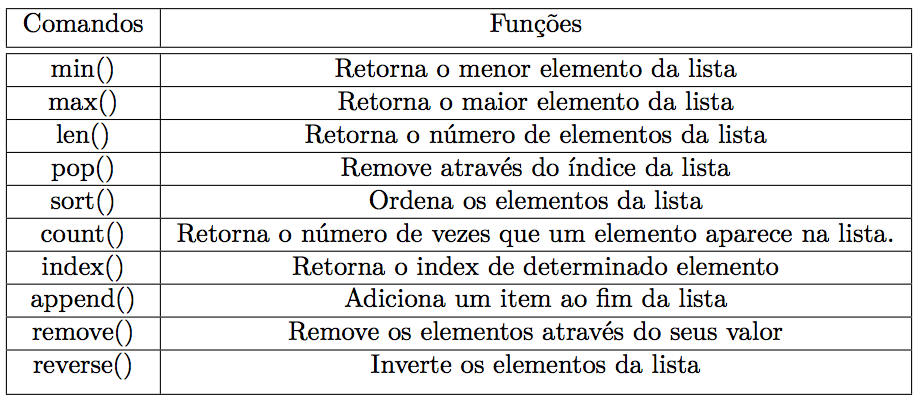 Comandos Funções
min() Retorna o menor elemento da lista
max() Retorna o maior elemento da lista
len() Retorna o número de elementos da lista
pop() Remove através do índice da lista
sort() Ordena os elementos da lista
count() Retorna o número de vezes que um elemento aparece na lista.
index() Retorna o index de determinado elemento
append() Adiciona um item ao fim da lista
remove() Remove os elementos através do seus valor
reverse() Inverte os elementos da lista